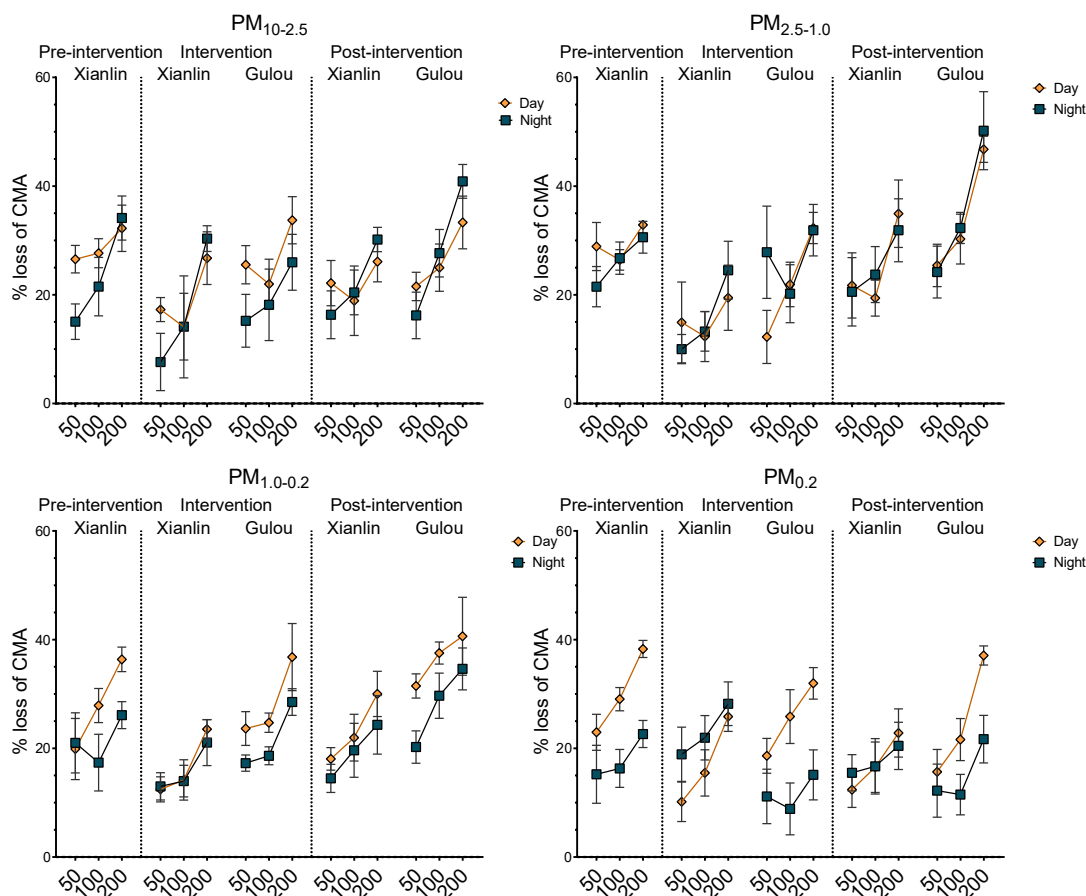 PM10-2.5
Pre-intervention Intervention Post-intervention
Xianlin Xianlin Gulou Xianlin Gulou
60
40
20
0
% loss of CMA
Day
Night
50 100 200 50 100 200 50 100 200 50 100 200 50 100 200
PM2.5-1.0
Pre-intervention Intervention Post-intervention
Xianlin Xianlin Gulou Xianlin Gulou
60
40
20
0
% loss of CMA
Day
Night
50 100 200 50 100 200 50 100 200 50 100 200 50 100 200
PM1.0-0.2
Pre-intervention Intervention Post-intervention
Xianlin Xianlin Gulou Xianlin Gulou
60
40
20
0
% loss of CMA
Day
Night
50 100 200 50 100 200 50 100 200 50 100 200 50 100 200
PM0.2
Pre-intervention Intervention Post-intervention
Xianlin Xianlin Gulou Xianlin Gulou
60
40
20
0
% loss of CMA
Day
Night
50 100 200 50 100 200 50 100 200 50 100 200 50 100 200